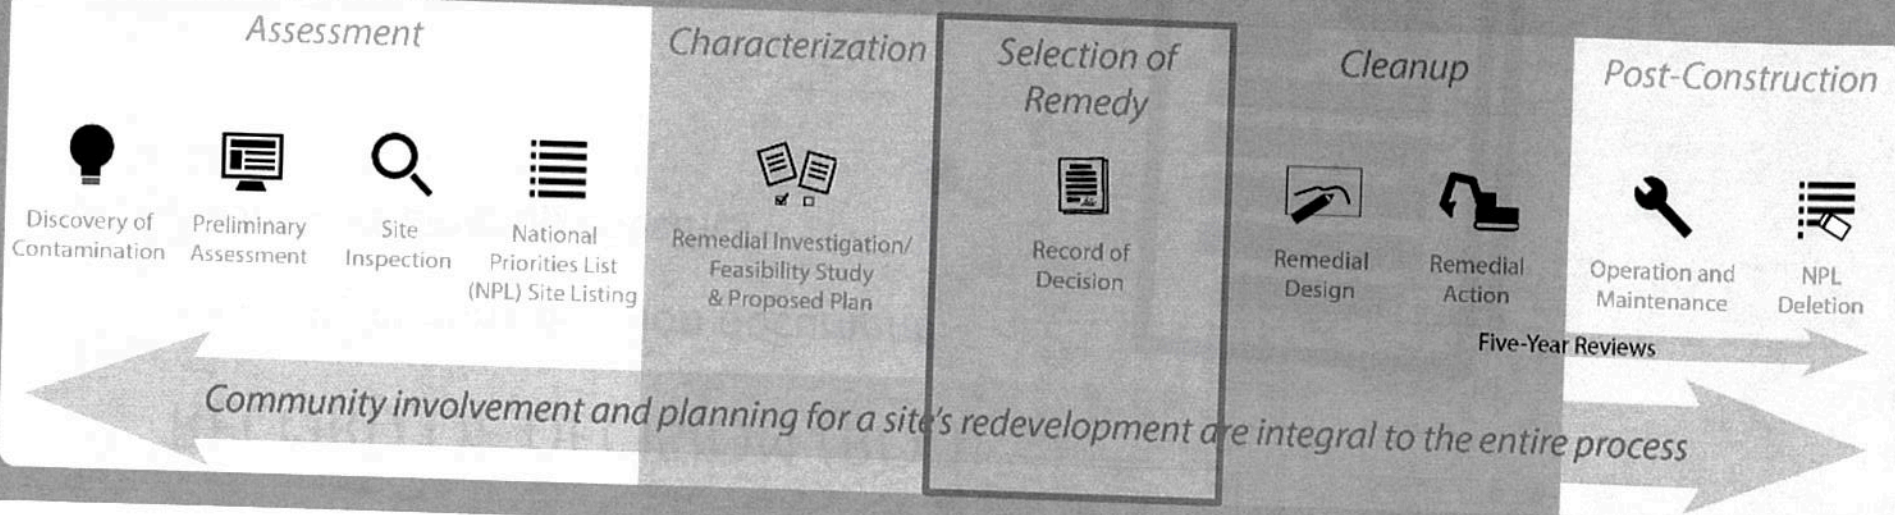 Assessment
Discovery of
Contamination
Preliminary
Assessment
Site
Inspection
National
Priorities List
(NPL) Site Listing
Characterization
Remedial Investigation/
Feasibility Study
& Proposed Plan
Selection of
Remedy
Record of
Decision
Cleanup
Remedial
Design
Remedial
Action
Post-Construction
Operation and
Maintenance
NPL
Deletion
Five-Year Reviews
Community involvement and planning for a site's redevelopment are integral to the entire process